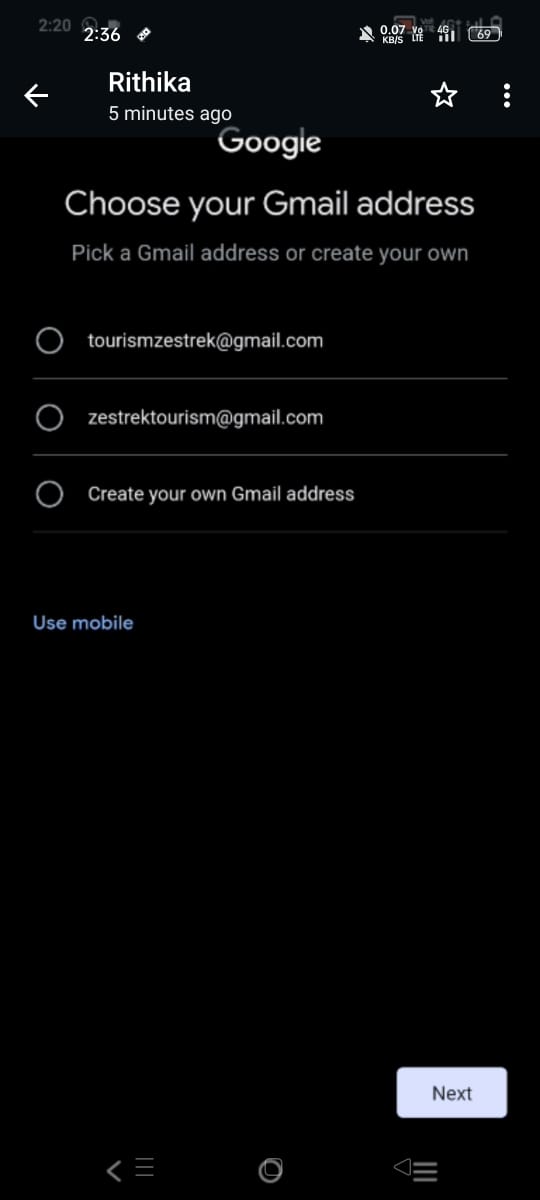 2:20
2:36
0.07
KB/S
Vo
LTE
4G
69
Rithika
5 minutes ago
Google
Choose your Gmail address
Pick a Gmail address or create your own
tourismzestrek@gmail.com
zestrektourism@gmail.com
Create your own Gmail address
Use mobile
Next